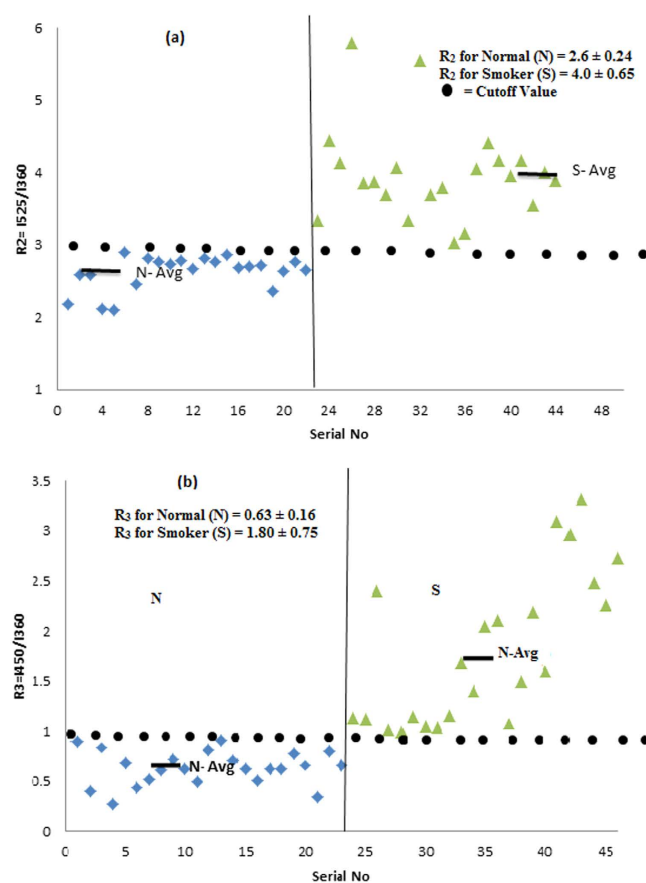 (a)
R2 for Normal (N) = 2.6 ± 0.24
R2 for Smoker (S) = 4.0 ± 0.65
= Cutoff Value
6
5
4
3
2
1
R2= I525/I360
S- Avg
N- Avg
0 4 8 12 16 20 24 28 32 36 40 44 48
Serial No
(b)
R3 for Normal (N) = 0.63 ± 0.16
R3 for Smoker (S) = 1.80 ± 0.75
3.5
3
2.5
2
1.5
1
0.5
0
R3=I450/I360
N
S
N-Avg
N- Avg
0 5 10 15 20 25 30 35 40 45
Serial No